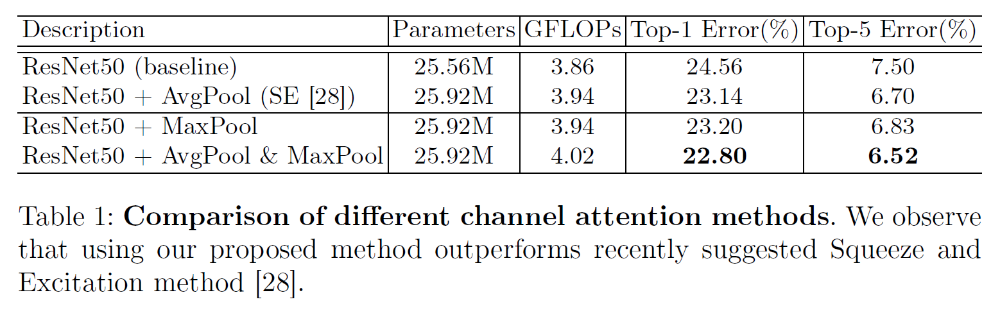 Description Parameters GFLOPs Top-1 Error(%) Top-5 Error(%)
ResNet50 (baseline) 25.56M 3.86 24.56 7.50
ResNet50 + AvgPool (SE [28]) 25.92M 3.94 23.14 6.70
ResNet50 + MaxPool 25.92M 3.94 23.20 6.83
ResNet50 + AvgPool & MaxPool 25.92M 4.02 22.80 6.52
Table 1: Comparison of different channel attention methods. We observe
that using our proposed method outperforms recently suggested Squeeze and
Excitation method [28].